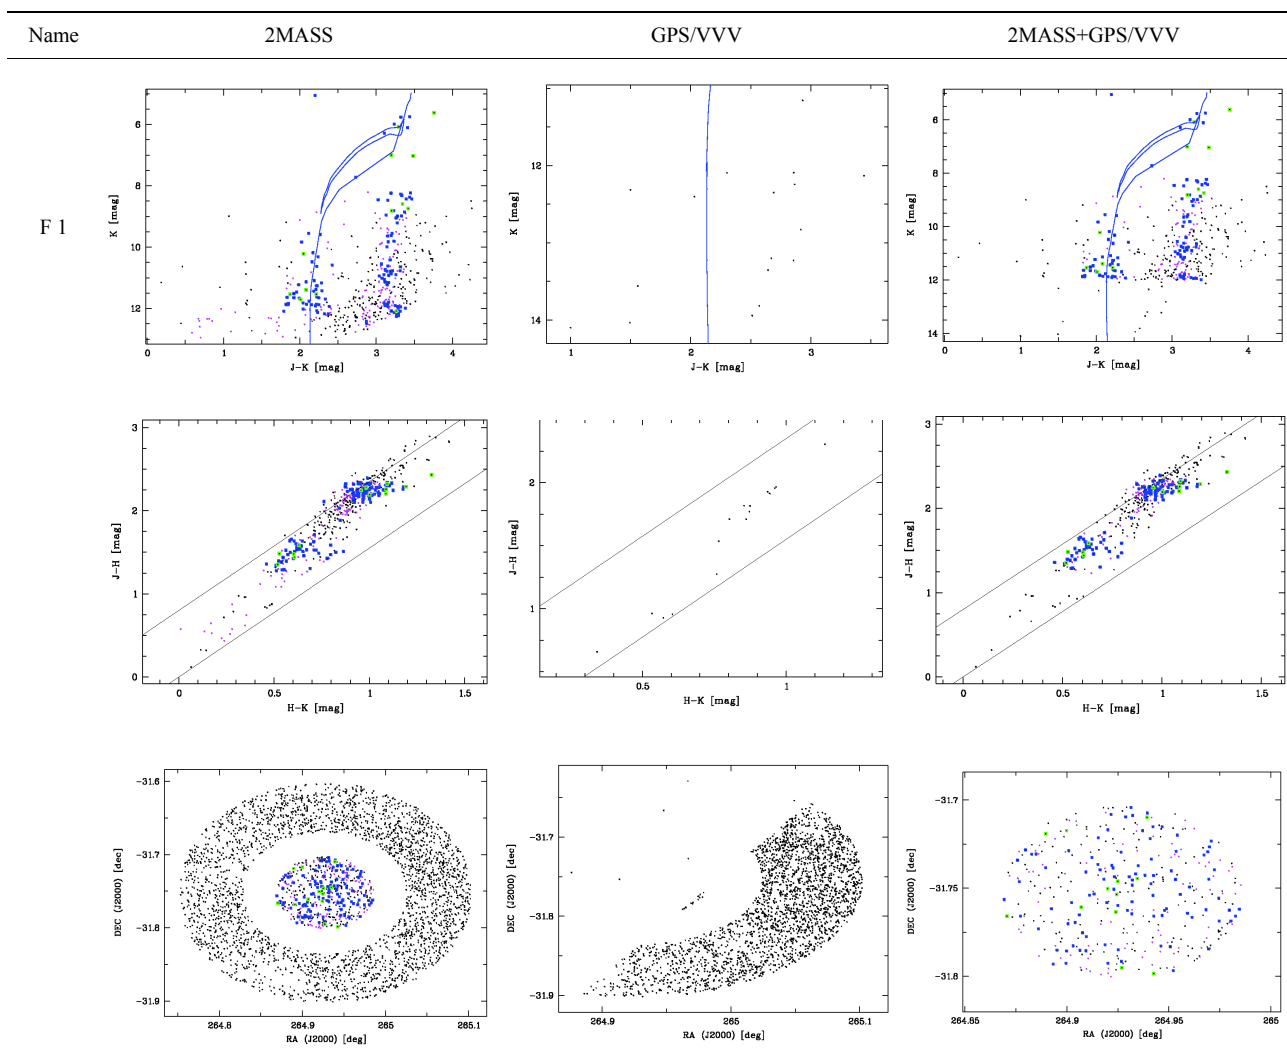 Name 2MASS GPS/VVV 2MASS+GPS/VVV
F 1
6
8
10
12
K [mag]
0 1 2 3 4
J-K [mag]
12
14
K [mag]
1 2 3
J-K [mag]
6
8
10
12
14
K [mag]
0 1 2 3 4
J-K [mag]
3
2
1
0
J-H [mag]
0 0.5 1 1.5
H-K [mag]
2
1
J-H [mag]
0.5 1
H-K [mag]
3
2
1
0
J-H [mag]
0 0.5 1 1.5
H-K [mag]
-31.6
-31.7
-31.8
-31.9
DEC (J2000) [dec]
264.8 264.9 265 265.1
RA (J2000) [deg]
-31.7
-31.8
-31.9
DEC (J2000) [dec]
264.9 265 265.1
RA (J2000) [deg]
-31.7
-31.75
-31.8
DEC (J2000) [dec]
264.85 264.9 264.95 265
RA (J2000) [deg]